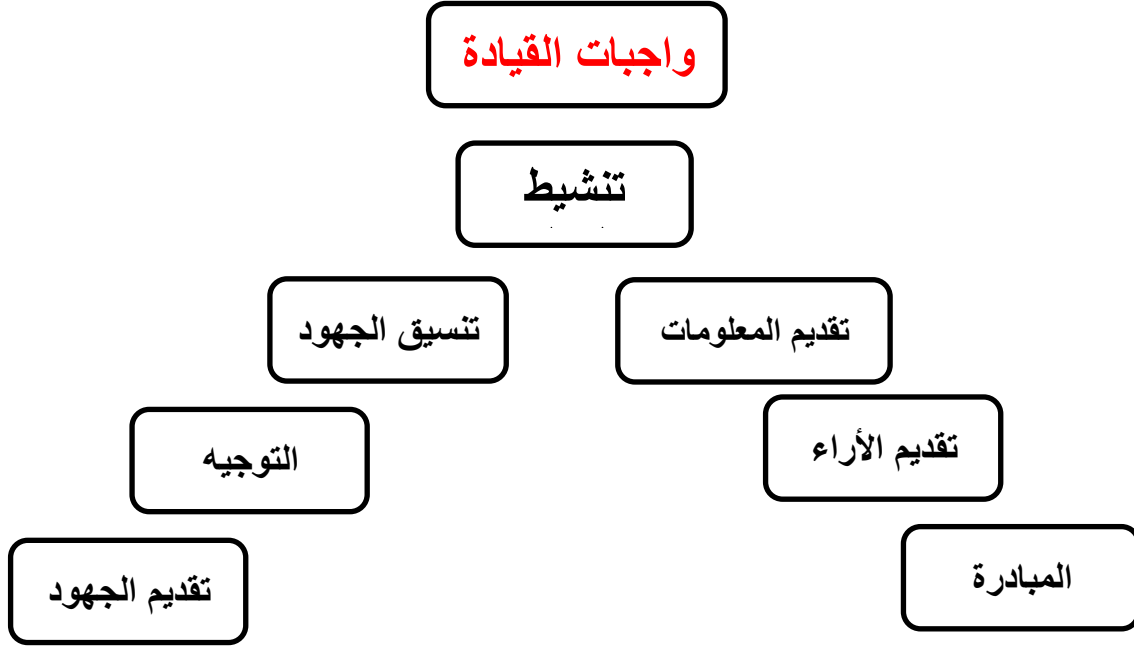 واجبات القيادة
تنشيط
تقديم المعلومات
تنسيق الجهود
تقديم الأراء
التوجيه
المبادرة
تقديم الجهود